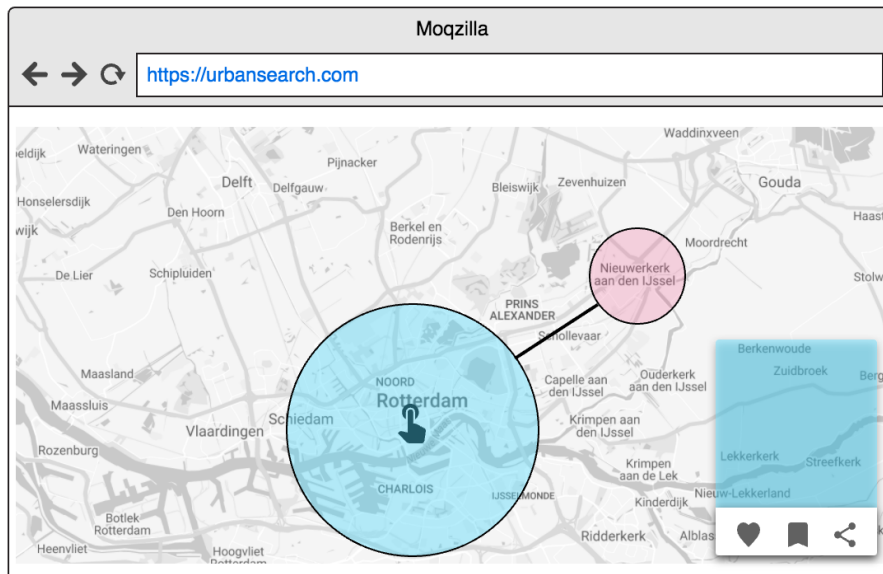 Moqzilla
https://urbansearch.com
Waddinxveen
eldijk
Wateringen
Pijnacker
Delft
Delfgauw
Bleiswijk
Zevenhuizen
Gouda
Honselersdijk
Den Hoorn
Haast
wijk
Berkel en
Rodenrijs
Moordrecht
De Lier
Schipluiden
Nieuwerkerk
aan den IJssel
Stolw
PRINS
ALEXANDER
Schollevaar
Berkenwoude
Maasland
NOORD
Capelle aan
den IJssel
Ouderkerk
aan den IJssel
Zuidbroek
Berg
Maassluis
Rotterdam
Schiedam
Vlaardingen
Krimpen aan
den IJssel
Rozenburg
Krimpen
aan de Lek
Lekkerkerk
Streefkerk
CHARLOIS
IJSSELMONDE
Nieuw-Lekkerland
Kinderdijk
Botlek
Rotterdam
Ridderkerk
Alblas
Heenvliet
Hoogvliet
Rotterdam